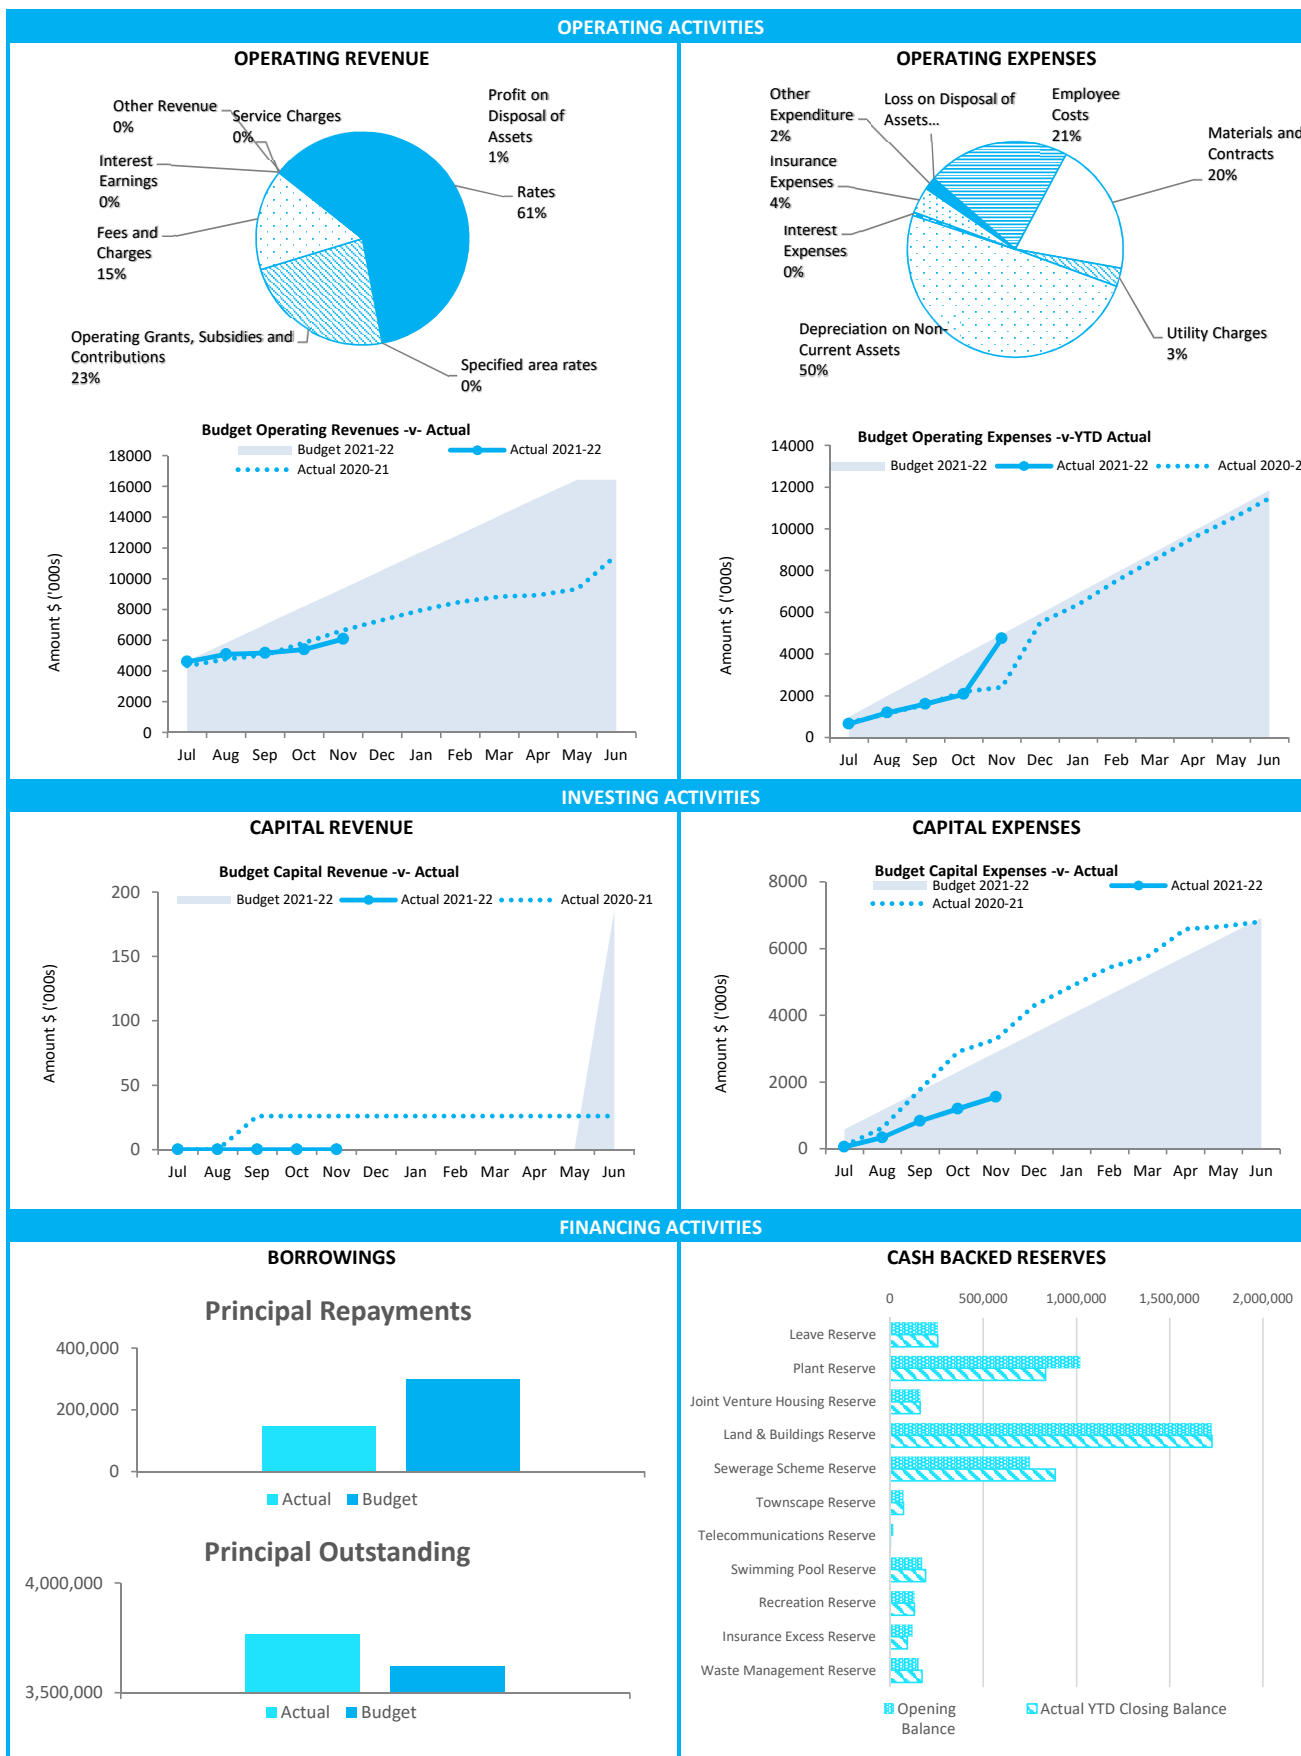 OPERATING ACTIVITIES
OPERATING REVENUE
Other Revenue
0%
Service Charges
0%
Profit on
Disposal of
Assets
1%
Interest
Earnings
0%
Rates
61%
Fees and
Charges
15%
Operating Grants, Subsidies and
Contributions
23%
Specified area rates
0%
OPERATING EXPENSES
Other
Expenditure
2%
Loss on Disposal of
Assets...
Employee
Costs
21%
Materials and
Contracts
20%
Insurance
Expenses
4%
Interest
Expenses
0%
Depreciation on Non-
Current Assets
50%
Utility Charges
3%
Budget Operating Revenues -v- Actual
Budget 2021-22
Actual 2021-22
Actual 2020-21
18000
16000
14000
12000
10000
8000
6000
4000
2000
0
Amount $ ('000s)
Jul Aug Sep Oct Nov Dec Jan Feb Mar Apr May Jun
Budget Operating Expenses -v-YTD Actual
Budget 2021-22
Actual 2021-22
Actual 2020-2
14000
12000
10000
8000
6000
4000
2000
0
Amount $ ('000s)
Jul Aug Sep Oct Nov Dec Jan Feb Mar Apr May Jun
INVESTING ACTIVITIES
CAPITAL REVENUE
Budget Capital Revenue -v- Actual
Budget 2021-22
Actual 2021-22
Actual 2020-21
200
150
100
50
0
Amount $ ('000s)
Jul Aug Sep Oct Nov Dec Jan Feb Mar Apr May Jun
CAPITAL EXPENSES
Budget Capital Expenses -v- Actual
Budget 2021-22
Actual 2021-22
Actual 2020-21
8000
6000
4000
2000
0
Amount $ ('000s)
Jul Aug Sep Oct Nov Dec Jan Feb Mar Apr May Jun
FINANCING ACTIVITIES
BORROWINGS
Principal Repayments
400,000
200,000
0
Actual Budget
Principal Outstanding
4,000,000
3,500,000
Actual Budget
CASH BACKED RESERVES
0 500,000 1,000,000 1,500,000 2,000,000
Leave Reserve
Plant Reserve
Joint Venture Housing Reserve
Land & Buildings Reserve
Sewerage Scheme Reserve
Townscape Reserve
Telecommunications Reserve
Swimming Pool Reserve
Recreation Reserve
Insurance Excess Reserve
Waste Management Reserve
Opening
Balance
Actual YTD Closing Balance